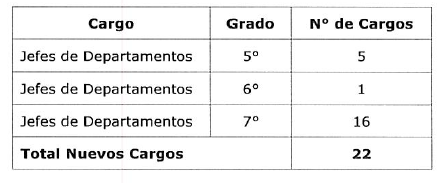 Cargo Grado N° de Cargos
Jefes de Departamentos 5° 5
Jefes de Departamentos 6° 1
Jefes de Departamentos 7° 16
Total Nuevos Cargos 22